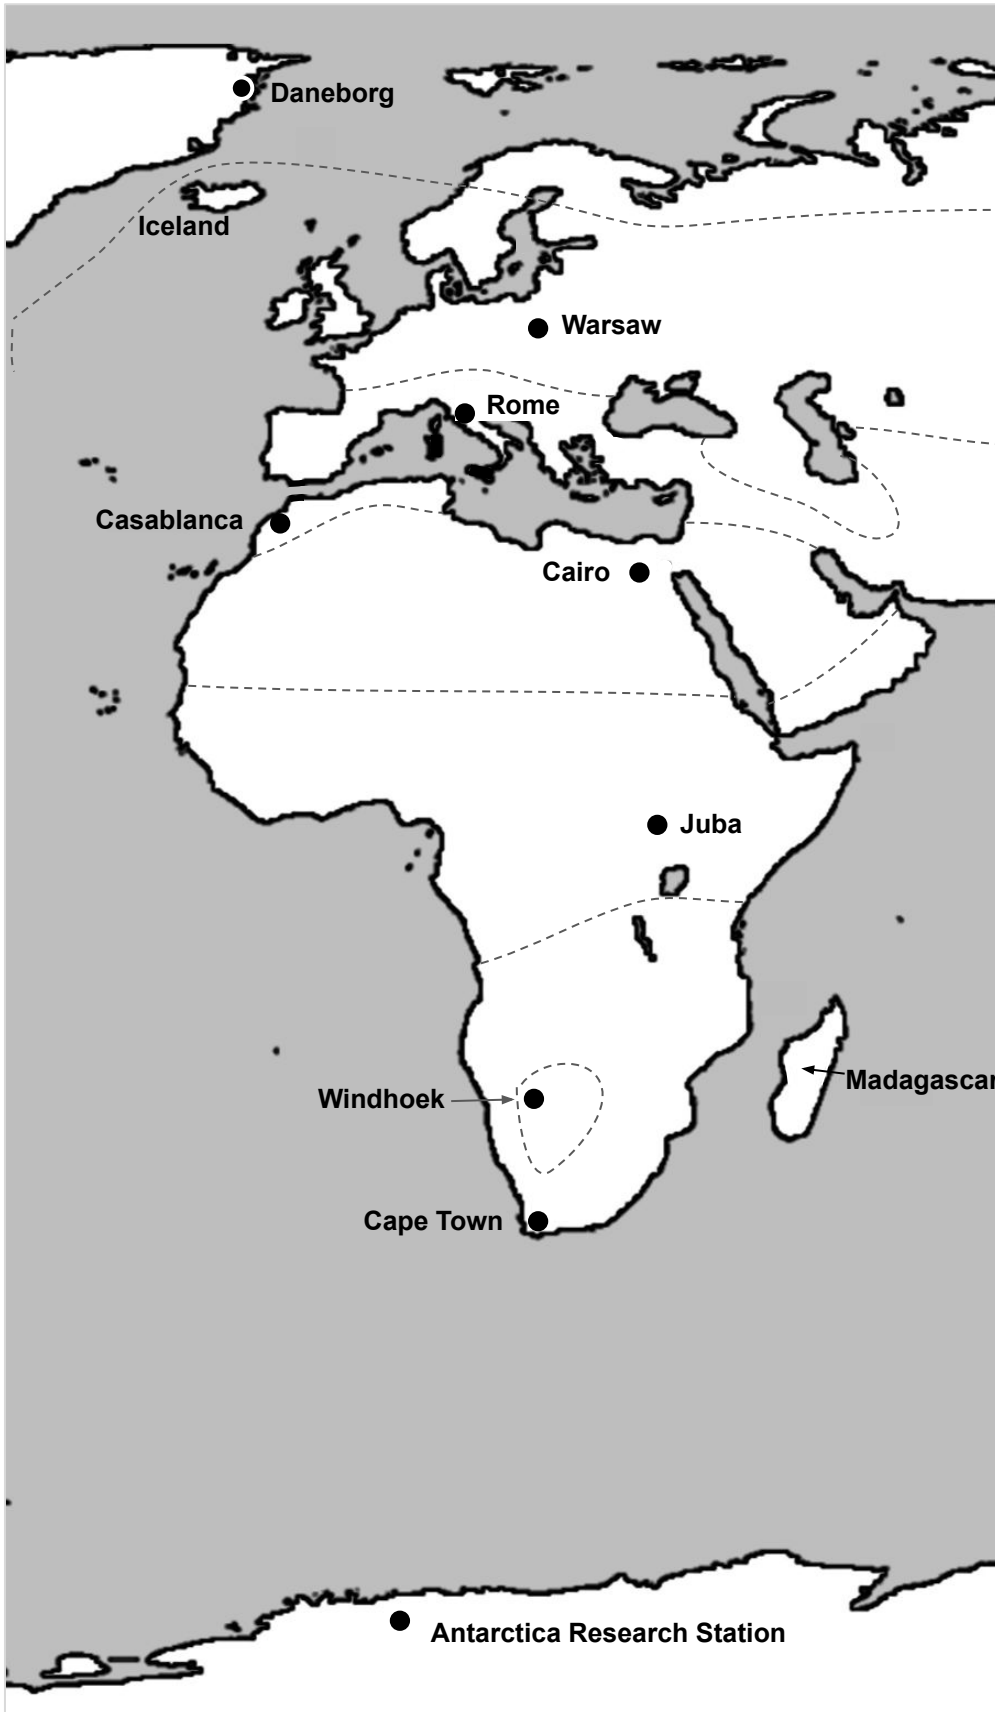 Daneborg
Iceland
Warsaw
Rome
Casablanca
Cairo
Juba
Madagascar
Windhoek
Cape Town
Antarctica Research Station